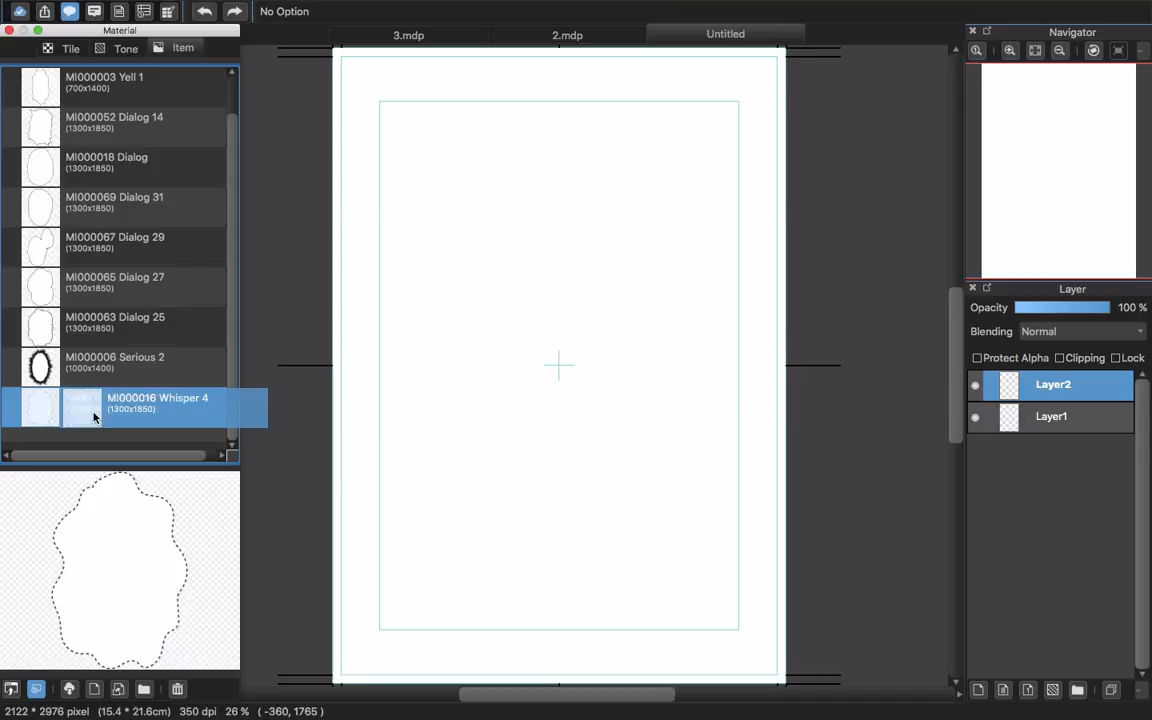 No Option
Material
3.mdp
2.mdp
Untitled
Navigator
Tile
Tone
Item
MI000003 Yell 1
(700x1400)
MI000052 Dialog 14
(1300x1850)
MI000018 Dialog
(1300x1850)
MI000069 Dialog 31
(1300x1850)
MI000067 Dialog 29
(1300x1850)
MI000065 Dialog 27
(1300x1850)
MI000063 Dialog 25
(1300x1850)
MI000006 Serious 2
(1000x1400)
MI000016 Whisper 4
(1300x1850)
Layer
Opacity 100 %
Blending Normal
Protect Alpha Clipping Lock
Layer2
Layer1
2122 * 2976 pixel (15.4 * 21.6cm) 350 dpi 26 % ( -360, 1765 )